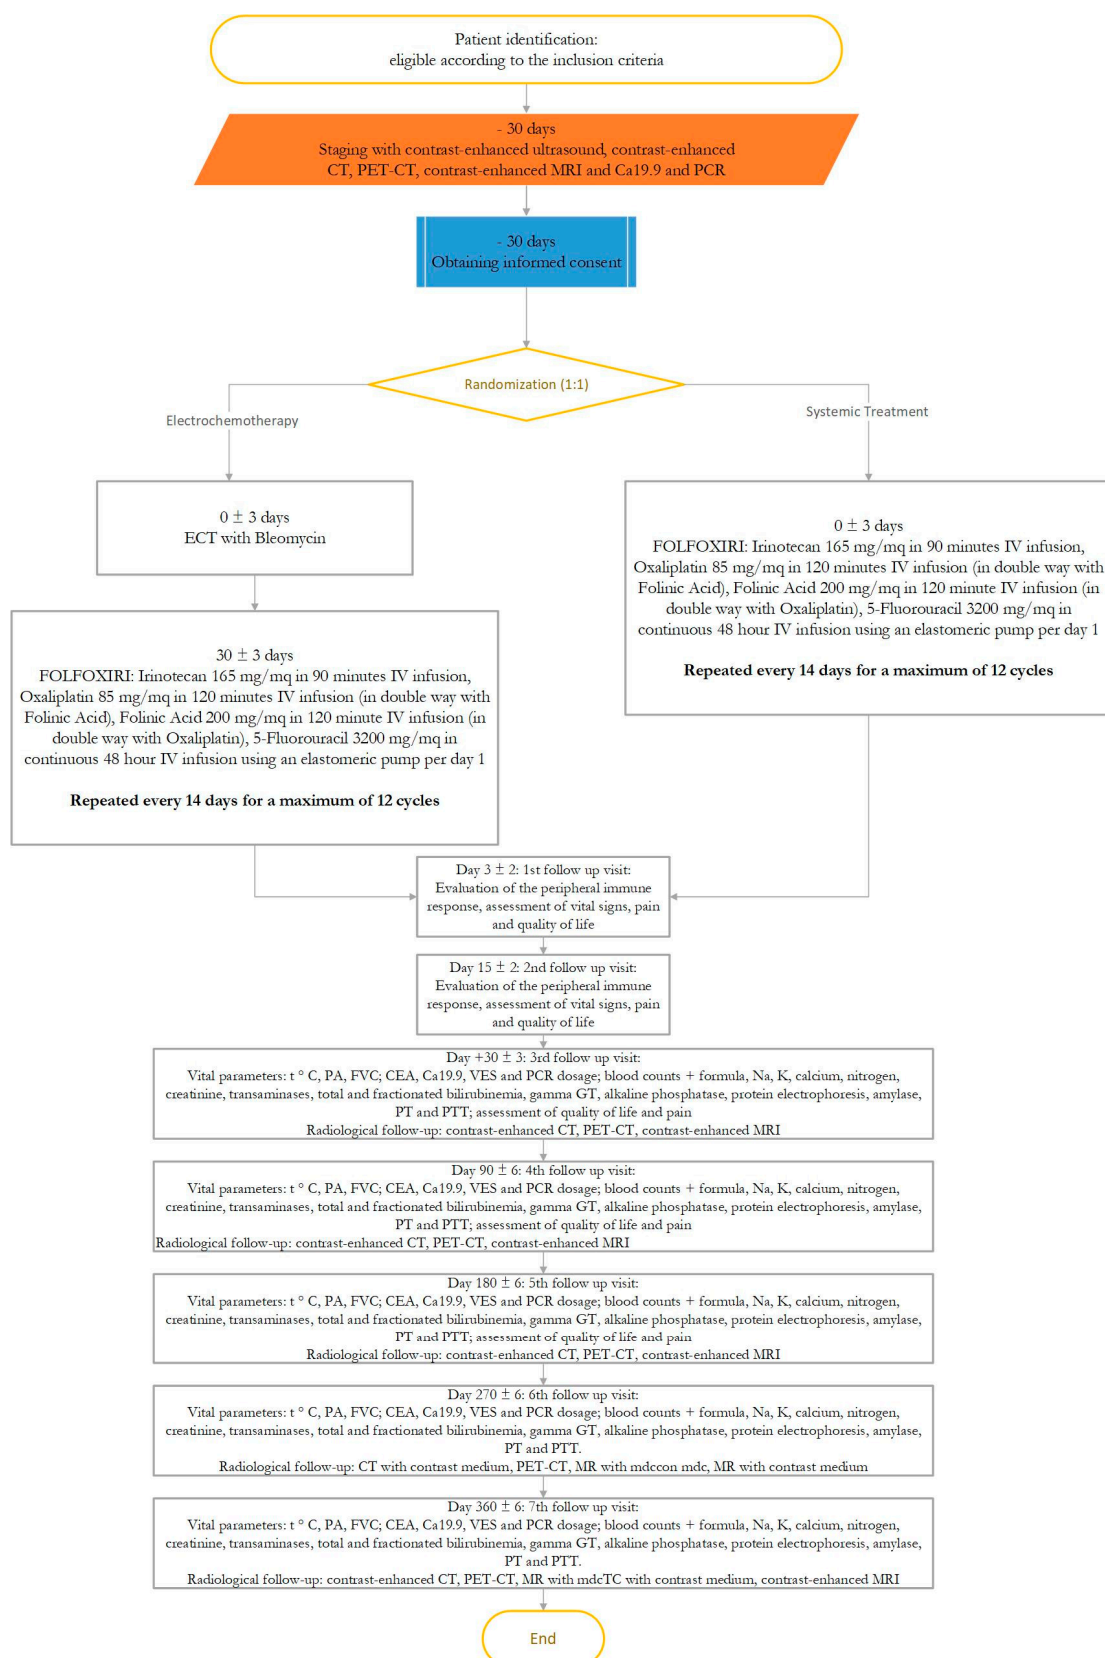 Patient identification:
eligible according to the inclusion criteria
- 30 days
Staging with contrast-enhanced ultrasound, contrast-enhanced
CT, PET-CT, contrast-enhanced MRI and Ca19.9 and PCR
- 30 days
Obtaining informed consent
Randomization (1:1)
Electrochemotherapy
Systemic Treatment
0 ± 3 days
ECT with Bleomycin
0 ± 3 days
FOLFOXIRI: Irinotecan 165 mg/mq in 90 minutes IV infusion,
Oxaliplatin 85 mg/mq in 120 minutes IV infusion (in double way with
Folinic Acid), Folinic Acid 200 mg/mq in 120 minute IV infusion (in
double way with Oxaliplatin), 5-Fluorouracil 3200 mg/mq in
continuous 48 hour IV infusion using an elastomeric pump per day 1
Repeated every 14 days for a maximum of 12 cycles
30 ± 3 days
FOLFOXIRI: Irinotecan 165 mg/mq in 90 minutes IV infusion,
Oxaliplatin 85 mg/mq in 120 minutes IV infusion (in double way with
Folinic Acid), Folinic Acid 200 mg/mq in 120 minute IV infusion (in
double way with Oxaliplatin), 5-Fluorouracil 3200 mg/mq in
continuous 48 hour IV infusion using an elastomeric pump per day 1
Repeated every 14 days for a maximum of 12 cycles
Day 3 ± 2: 1st follow up visit:
Evaluation of the peripheral immune
response, assessment of vital signs, pain
and quality of life
Day 15 ± 2: 2nd follow up visit:
Evaluation of the peripheral immune
response, assessment of vital signs, pain
and quality of life
Day +30 ± 3: 3rd follow up visit:
Vital parameters: t ° C, PA, FVC; CEA, Ca19.9, VES and PCR dosage; blood counts + formula, Na, K, calcium, nitrogen,
creatinine, transaminases, total and fractionated bilirubinemia, gamma GT, alkaline phosphatase, protein electrophoresis, amylase,
PT and PTT; assessment of quality of life and pain
Radiological follow-up: contrast-enhanced CT, PET-CT, contrast-enhanced MRI
Day 90 ± 6: 4th follow up visit:
Vital parameters: t ° C, PA, FVC; CEA, Ca19.9, VES and PCR dosage; blood counts + formula, Na, K, calcium, nitrogen,
creatinine, transaminases, total and fractionated bilirubinemia, gamma GT, alkaline phosphatase, protein electrophoresis, amylase,
PT and PTT; assessment of quality of life and pain
Radiological follow-up: contrast-enhanced CT, PET-CT, contrast-enhanced MRI
Day 180 ± 6: 5th follow up visit:
Vital parameters: t ° C, PA, FVC; CEA, Ca19.9, VES and PCR dosage; blood counts + formula, Na, K, calcium, nitrogen,
creatinine, transaminases, total and fractionated bilirubinemia, gamma GT, alkaline phosphatase, protein electrophoresis, amylase,
PT and PTT; assessment of quality of life and pain
Radiological follow-up: contrast-enhanced CT, PET-CT, contrast-enhanced MRI
Day 270 ± 6: 6th follow up visit:
Vital parameters: t ° C, PA, FVC; CEA, Ca19.9, VES and PCR dosage; blood counts + formula, Na, K, calcium, nitrogen,
creatinine, transaminases, total and fractionated bilirubinemia, gamma GT, alkaline phosphatase, protein electrophoresis, amylase,
PT and PTT.
Radiological follow-up: CT with contrast medium, PET-CT, MR with mdccon mdc, MR with contrast medium
Day 360 ± 6: 7th follow up visit:
Vital parameters: t ° C, PA, FVC; CEA, Ca19.9, VES and PCR dosage; blood counts + formula, Na, K, calcium, nitrogen,
creatinine, transaminases, total and fractionated bilirubinemia, gamma GT, alkaline phosphatase, protein electrophoresis, amylase,
PT and PTT.
Radiological follow-up: contrast-enhanced CT, PET-CT, MR with mdcTC with contrast medium, contrast-enhanced MRI
End